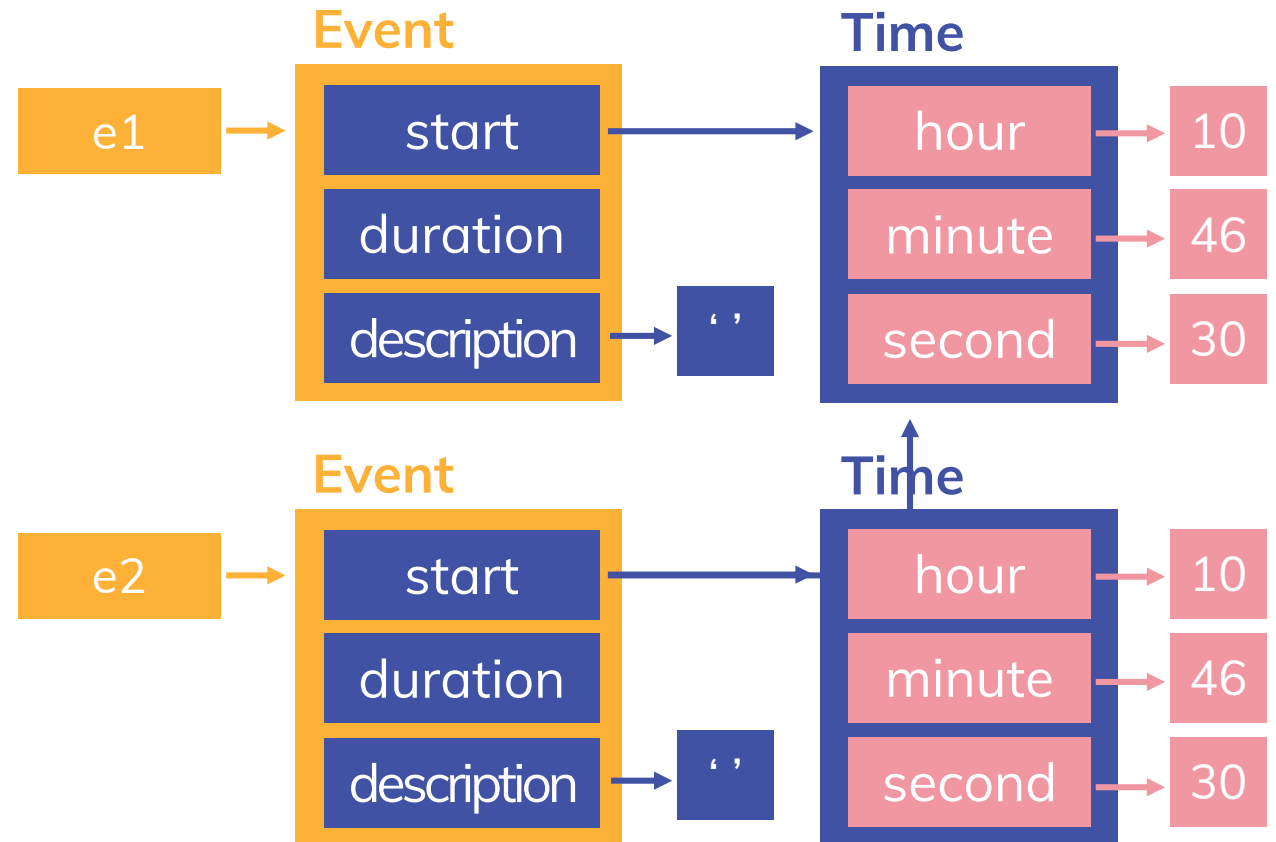 Event
Time
e1
start
hour
10
duration
minute
46
description
‘ ’
second
30
Event
Time
e2
start
hour
10
duration
minute
46
description
‘ ’
second
30